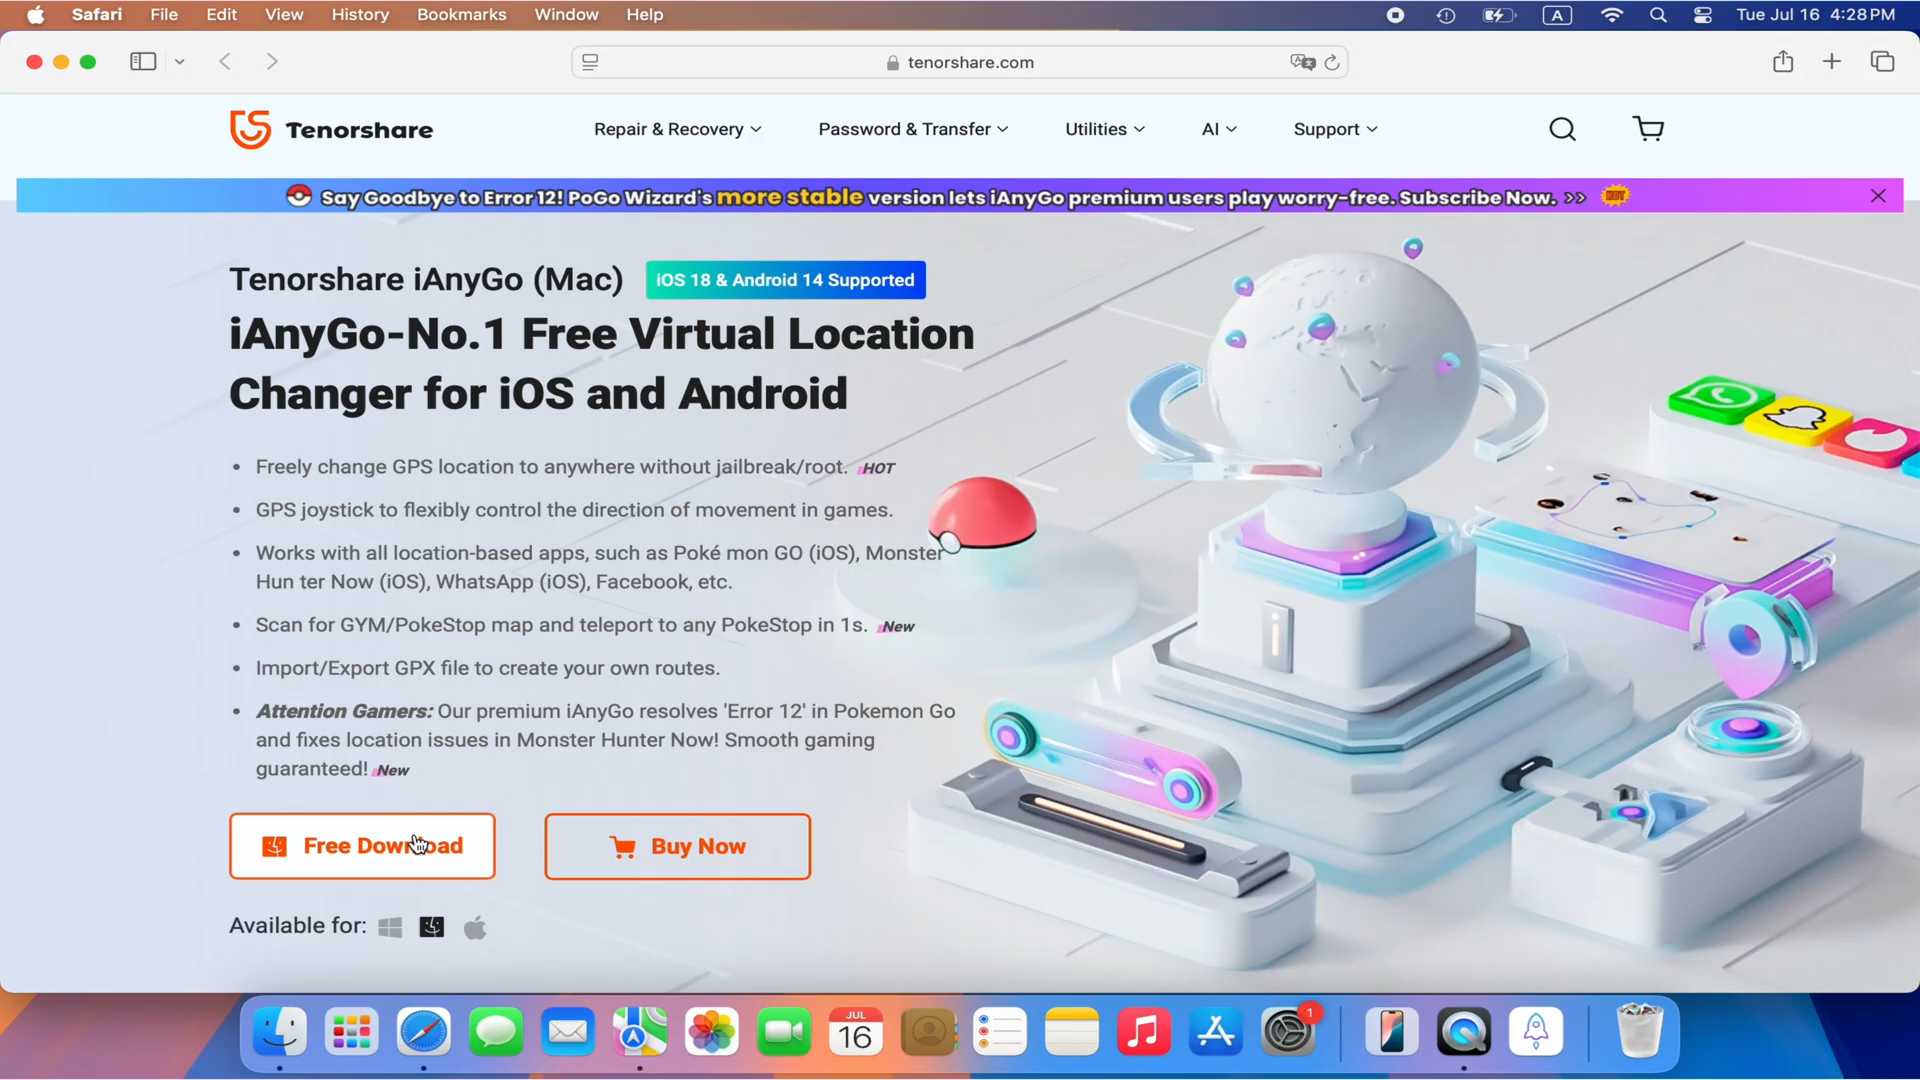 Safari File Edit View History Bookmarks Window Help A Tue Jul 16 4:28 PM
tenorshare.com
Tenorshare Repair & Recovery Password & Transfer Utilities AI Support
Say Goodbye to Error 12! PoGo Wizard's more stable version lets iAnyGo premium users play worry-free. Subscribe Now. >> HOT
Tenorshare iAnyGo (Mac) iOS 18 & Android 14 Supported
iAnyGo-No.1 Free Virtual Location
Changer for iOS and Android
• Freely change GPS location to anywhere without jailbreak/root. HOT
• GPS joystick to flexibly control the direction of movement in games.
• Works with all location-based apps, such as Poké mon GO (iOS), Monster
Hun ter Now (iOS), WhatsApp (iOS), Facebook, etc.
• Scan for GYM/PokeStop map and teleport to any PokeStop in 1s. New
• Import/Export GPX file to create your own routes.
• Attention Gamers: Our premium iAnyGo resolves 'Error 12' in Pokemon Go
and fixes location issues in Monster Hunter Now! Smooth gaming
guaranteed! New
Free Download Buy Now
Available for:
JUL
16
1